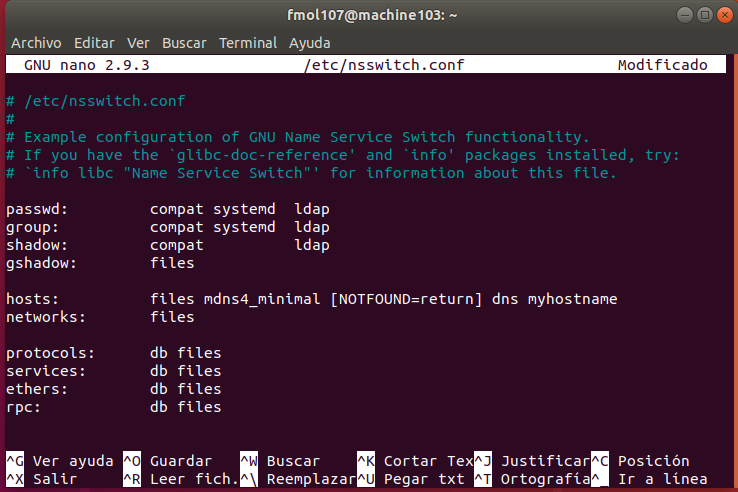 fmol107@machine103: ~
Archivo Editar Ver Buscar Terminal Ayuda
GNU nano 2.9.3 /etc/nsswitch.conf Modificado
# /etc/nsswitch.conf
#
# Example configuration of GNU Name Service Switch functionality.
# If you have the `glibc-doc-reference' and `info' packages installed, try:
# `info libc "Name Service Switch"' for information about this file.
passwd: compat systemd ldap
group: compat systemd ldap
shadow: compat ldap
gshadow: files
hosts: files mdns4_minimal [NOTFOUND=return] dns myhostname
networks: files
protocols: db files
services: db files
ethers: db files
rpc: db files
^G Ver ayuda ^O Guardar ^W Buscar ^K Cortar Tex ^J Justificar ^C Posición
^X Salir ^R Leer fich. ^\ Reemplazar ^U Pegar txt ^T Ortografía ^_ Ir a línea